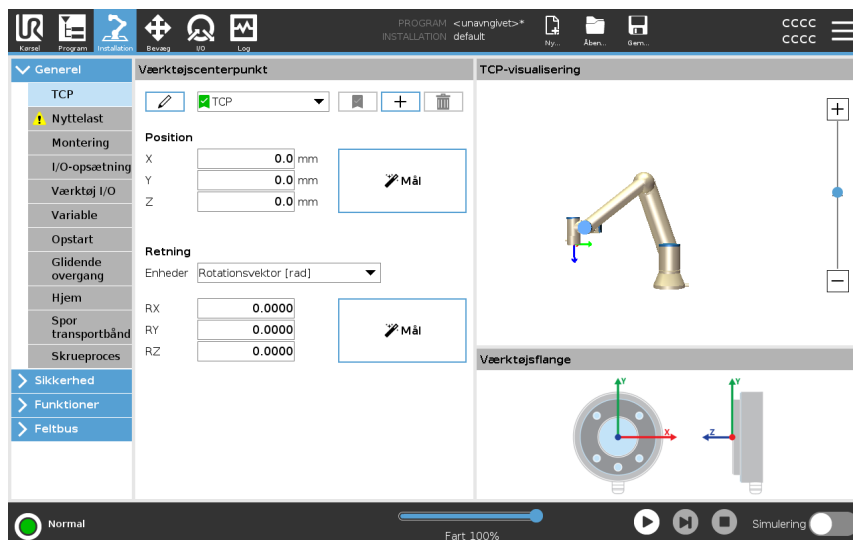 UR
PROGRAM <unavngivet>*
INSTALLATION default
CCCC
CCCC
Kørsel Program Installation Bevæg I/O Log Ny... Åben... Gem...
Generel
TCP
Nyttelast
Montering
I/O-opsætning
Værktøj I/O
Variable
Opstart
Glidende
overgang
Hjem
Spor
transportbånd
Skrueproces
Sikkerhed
Funktioner
Feltbus
Værktøjscenterpunkt
TCP
Position
X 0.0 mm
Y 0.0 mm
Z 0.0 mm
Mål
Retning
Enheder Rotationsvektor [rad]
RX 0.0000
RY 0.0000
RZ 0.0000
Mål
TCP-visualisering
Værktøjsflange
Y
X
Y
Z
Normal
Fart 100%
Simulering